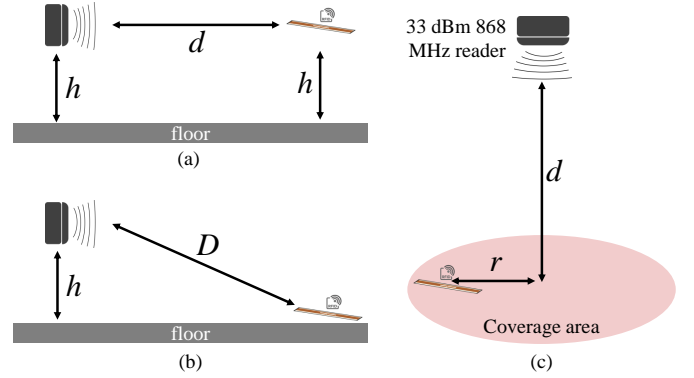 d
h
h
floor
(a)
D
h
floor
(b)
33 dBm 868
MHz reader
d
r
Coverage area
(c)